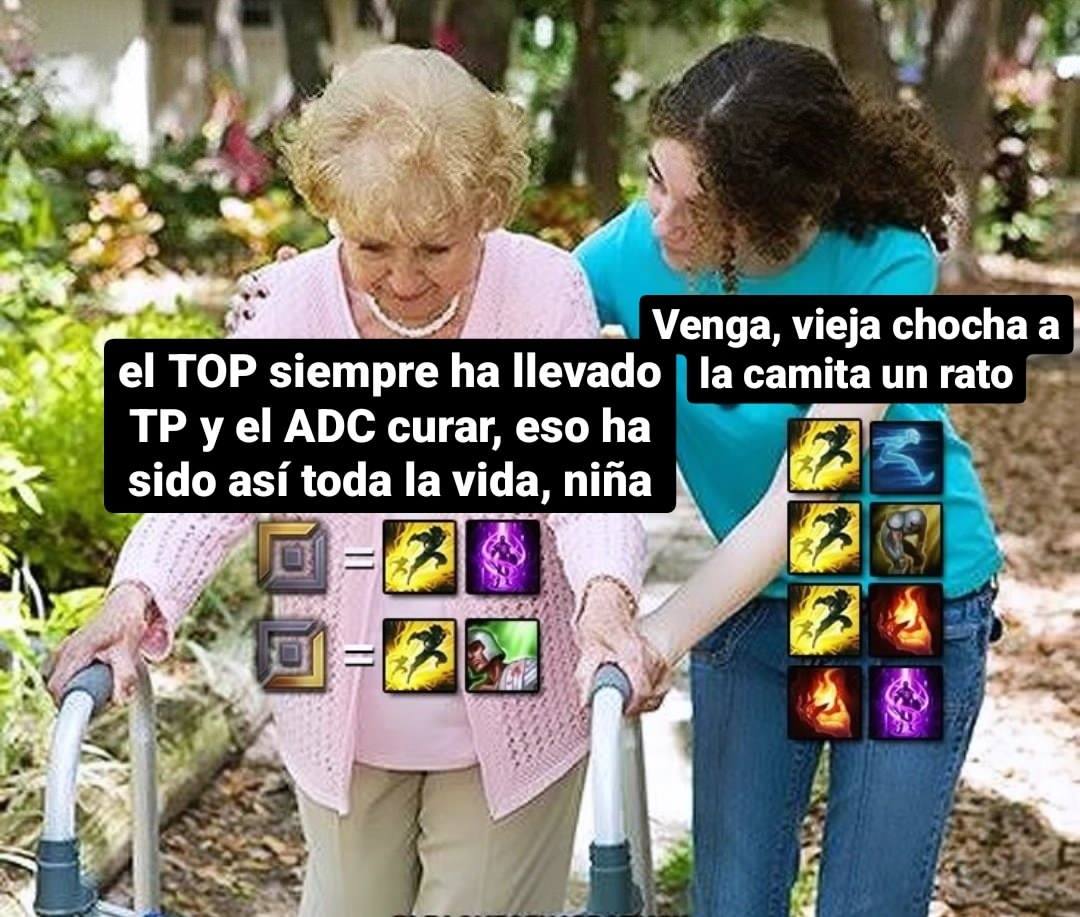 el TOP siempre ha llevado
TP y el ADC curar, eso ha
sido así toda la vida, niña
Venga, vieja chocha a
la camita un rato
=
=